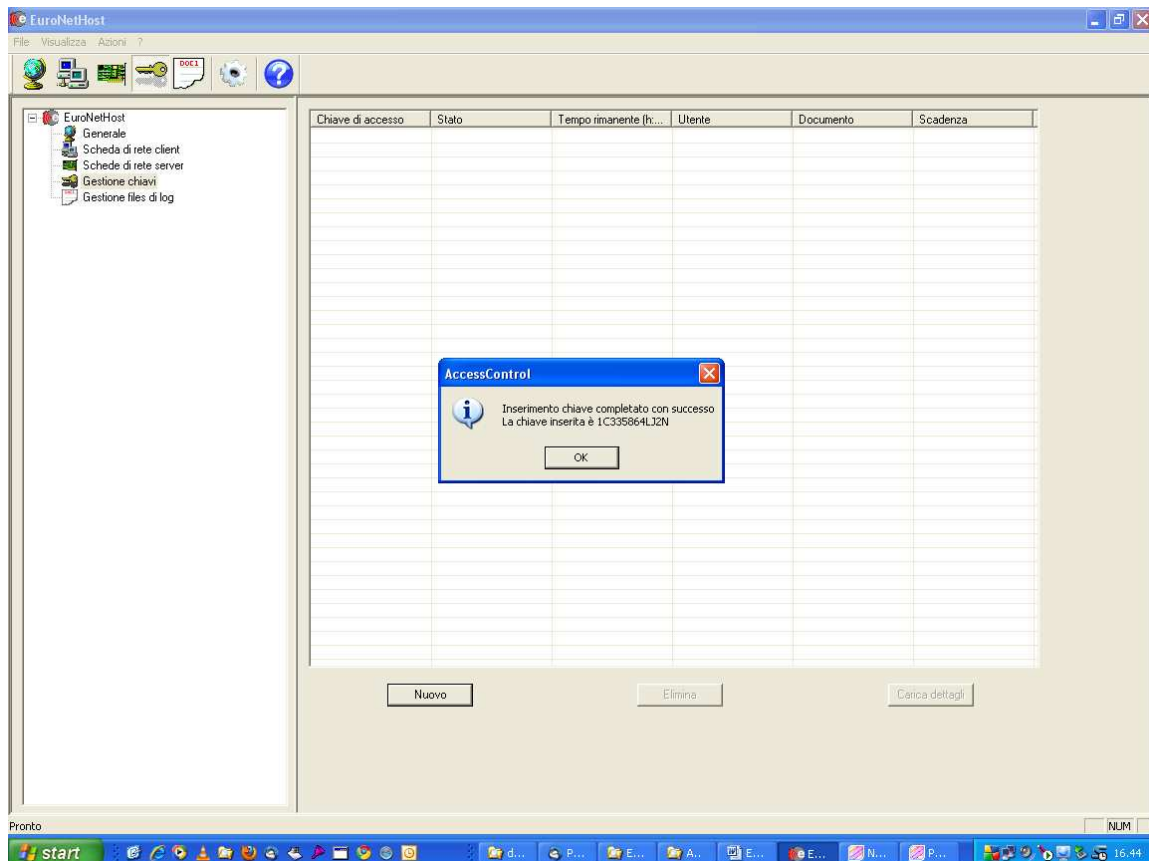 EuroNetHost
File Visualizza Azioni ?
DOC1
EuroNetHost
Generale
Scheda di rete client
Schede di rete server
Gestione chiavi
Gestione files di log
Chiave di accesso Stato Tempo rimanente (h:... Utente Documento Scadenza
AccessControl
Inserimento chiave completato con successo
La chiave inserita è 1C335864LJ2N
OK
Nuovo Elimina Carica dettagli
Pronto NUM
start d... P... E... A... E... E... N... P... 16.44